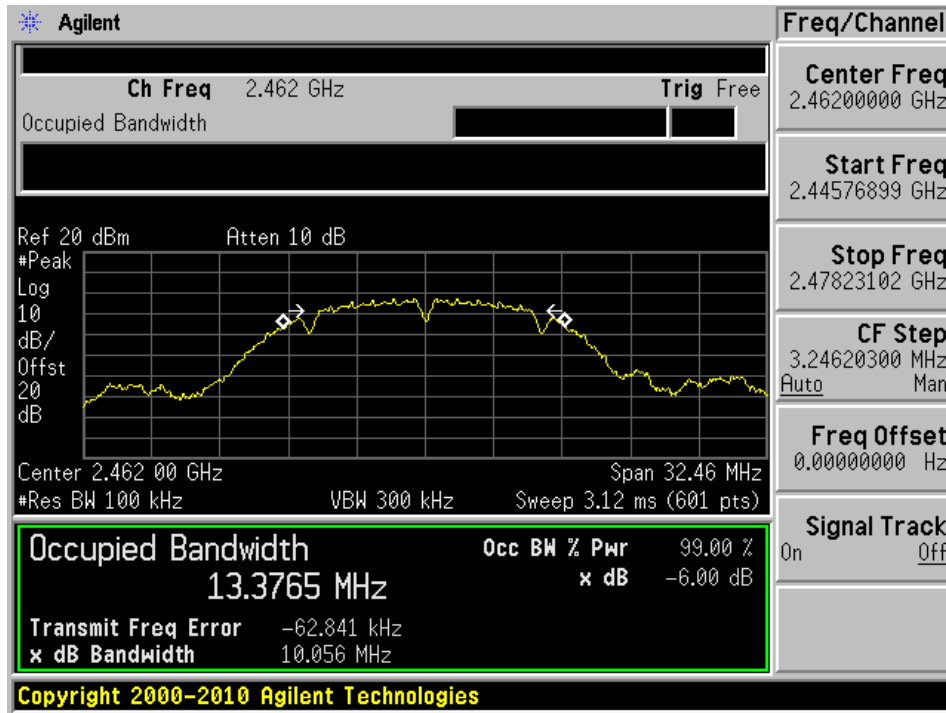 Agilent
Freq/Channel
Ch Freq 2.462 GHz Trig Free
Occupied Bandwidth
Center Freq
2.46200000 GHz
Start Freq
2.44576899 GHz
Stop Freq
2.47823102 GHz
CF Step
3.24620300 MHz
Auto Man
Freq Offset
0.00000000 Hz
Signal Track
On Off
Ref 20 dBm Atten 10 dB
#Peak
Log
10
dB/
Offst
20
dB
Center 2.462 00 GHz Span 32.46 MHz
#Res BW 100 kHz VBW 300 kHz Sweep 3.12 ms (601 pts)
Occupied Bandwidth Occ BW % Pwr 99.00 %
13.3765 MHz x dB -6.00 dB
Transmit Freq Error -62.841 kHz
x dB Bandwidth 10.056 MHz
Copyright 2000-2010 Agilent Technologies